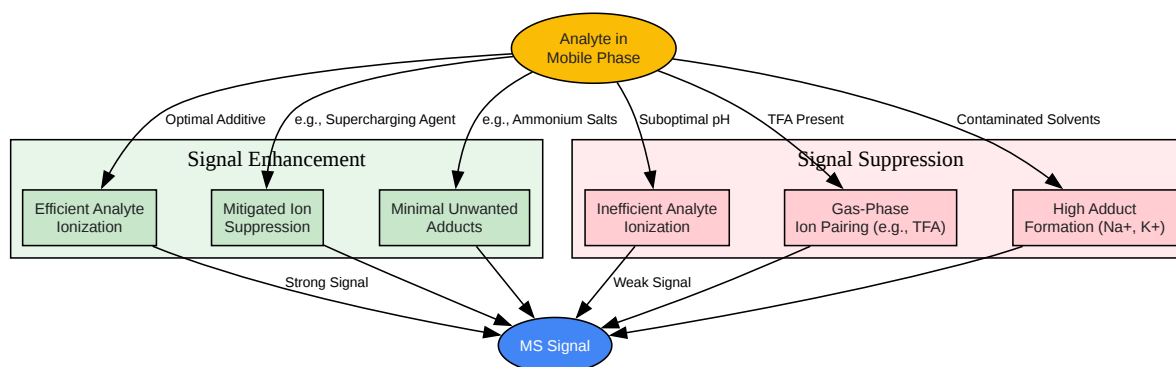 Analyte in
Mobile Phase
Optimal Additive
e.g., Supercharging Agent
e.g., Ammonium Salts
Suboptimal pH
TFA Present
Contaminated Solvents
Signal Enhancement
Signal Suppression
Efficient Analyte
Ionization
Mitigated Ion
Suppression
Minimal Unwanted
Adducts
Inefficient Analyte
Ionization
Gas-Phase
Ion Pairing (e.g., TFA)
High Adduct
Formation (Na+, K+)
Strong Signal
Weak Signal
MS Signal